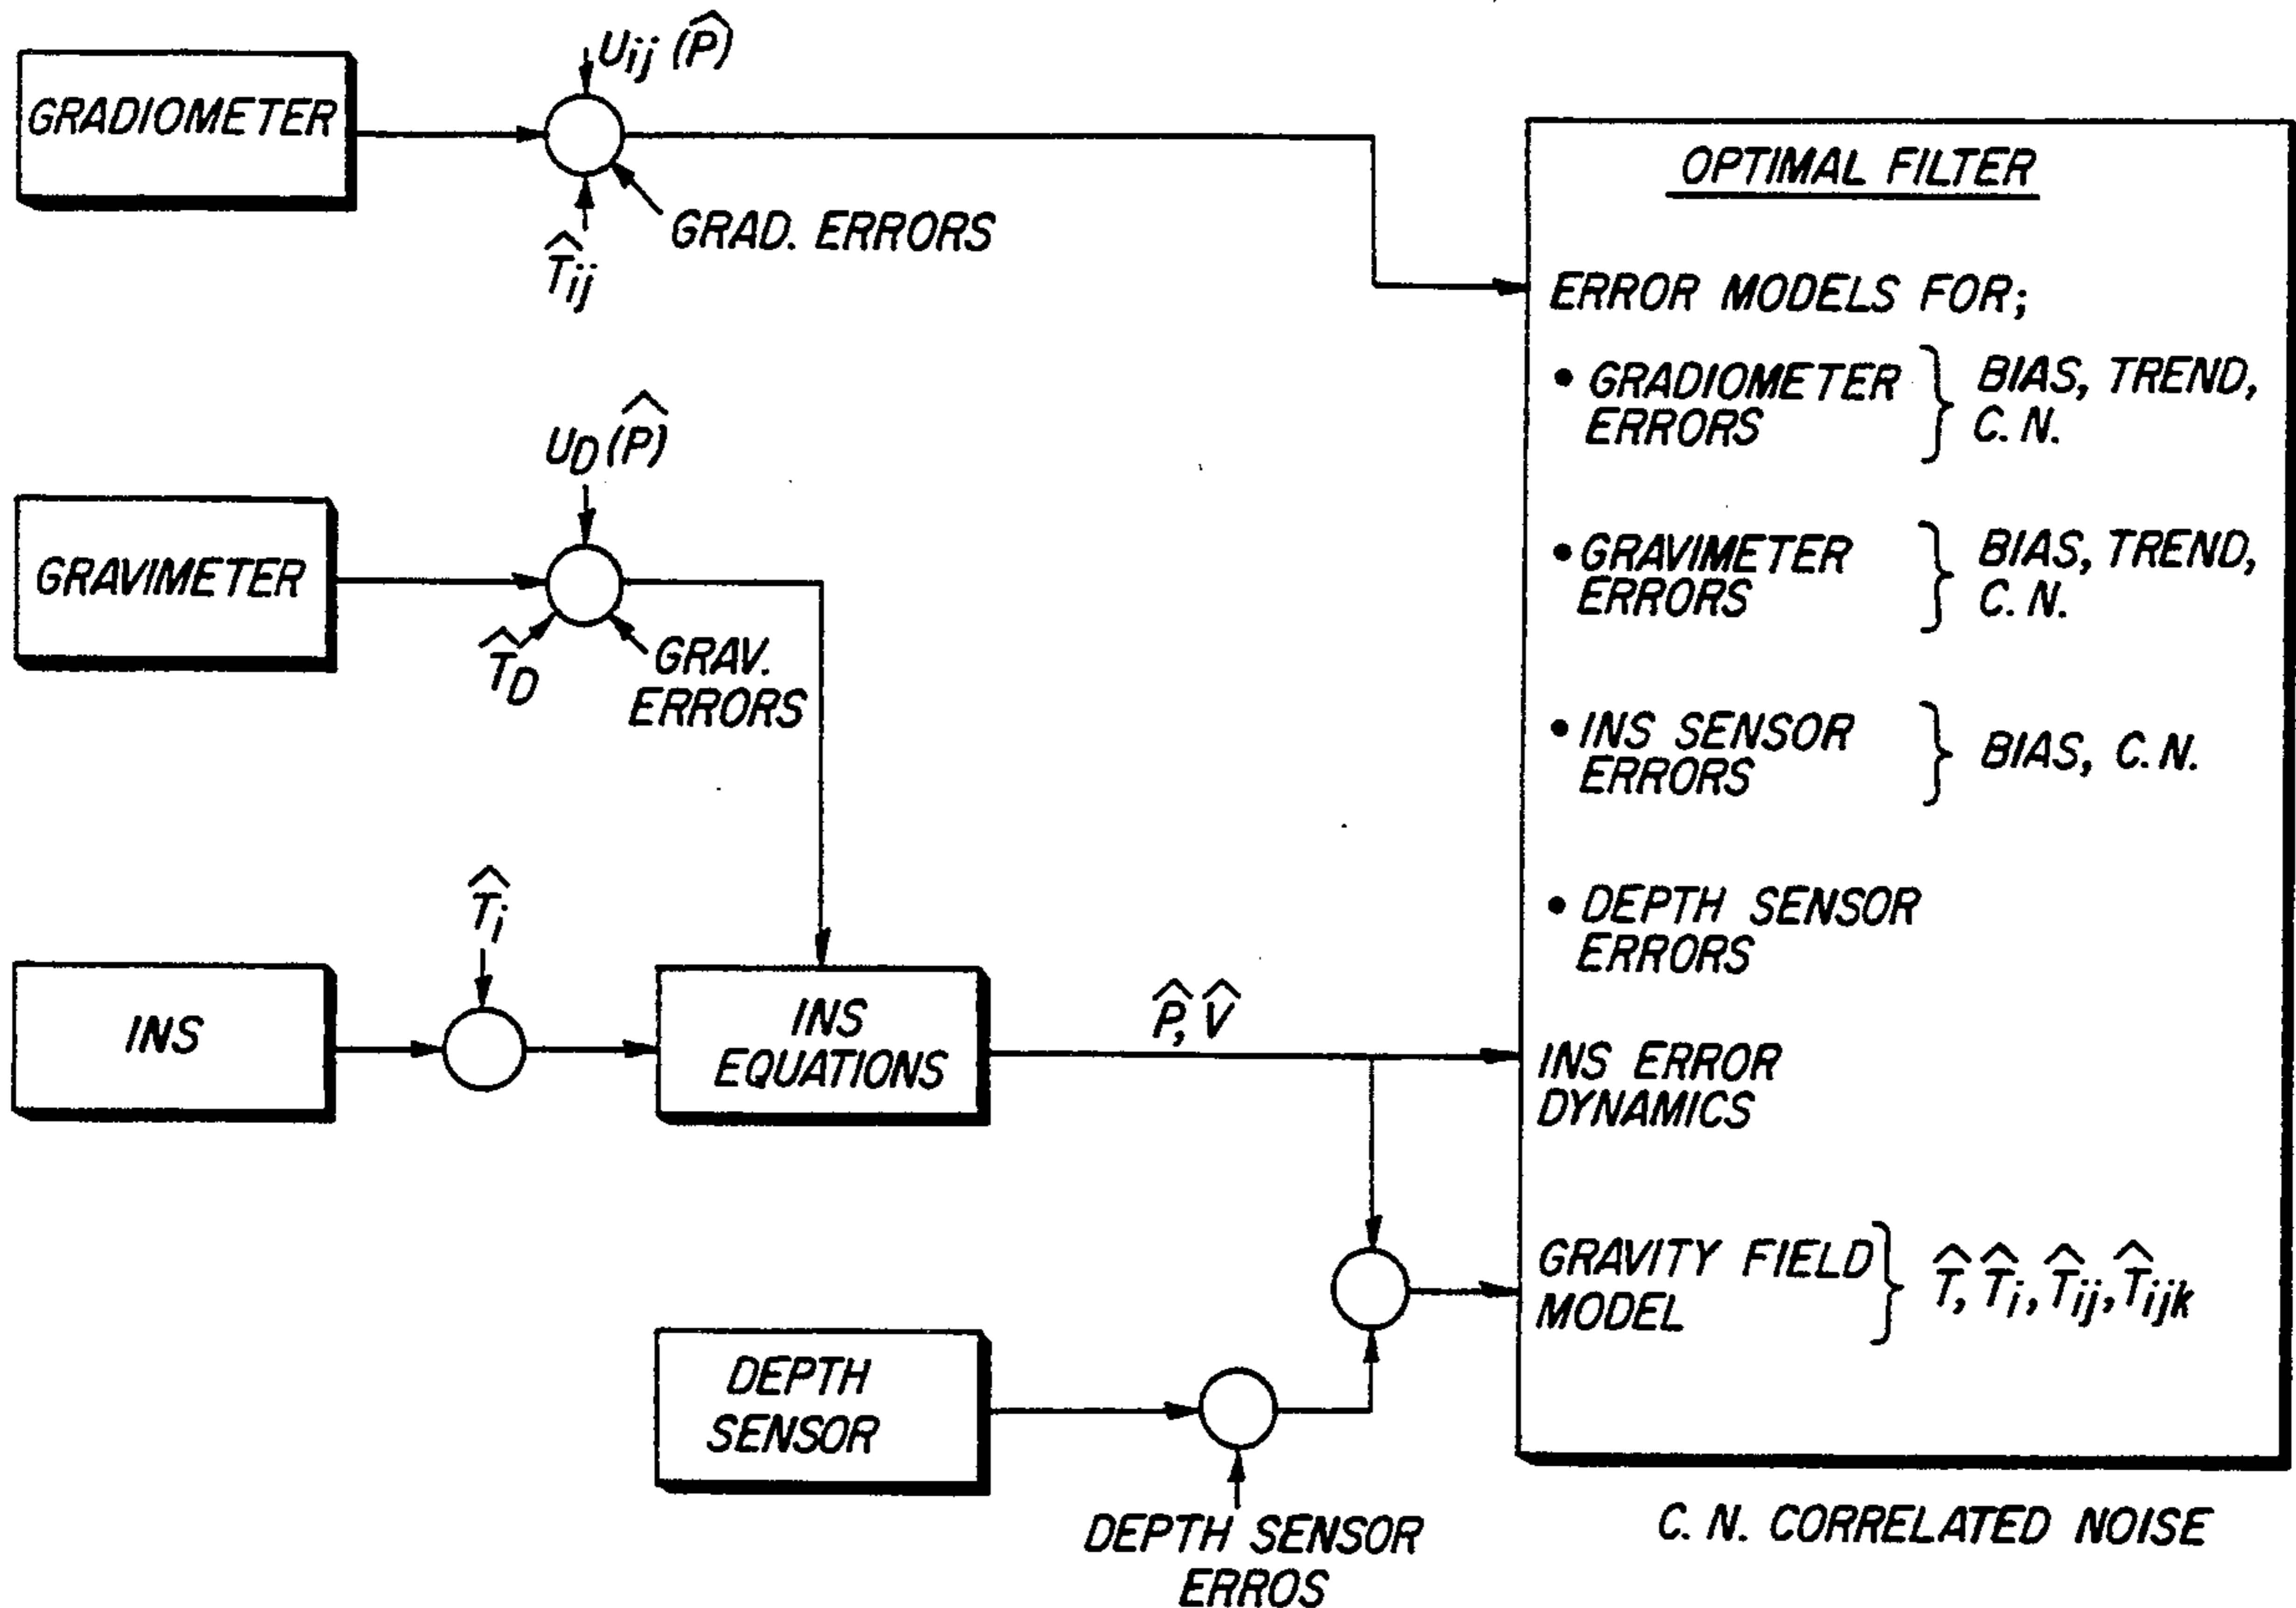 GRADIOMETER
Uij (P̂)
T̂ij
GRAD. ERRORS
GRAVIMETER
UD(P̂)
T̂D
GRAV.
ERRORS
INS
T̂i
INS
EQUATIONS
P̂, V̂
DEPTH
SENSOR
DEPTH SENSOR
ERROS
OPTIMAL FILTER
ERROR MODELS FOR;
• GRADIOMETER
ERRORS
BIAS, TREND,
C. N.
• GRAVIMETER
ERRORS
BIAS, TREND,
C. N.
• INS SENSOR
ERRORS
BIAS, C. N.
• DEPTH SENSOR
ERRORS
INS ERROR
DYNAMICS
GRAVITY FIELD
MODEL
T̂, T̂i, T̂ij, T̂ijk
C. N. CORRELATED NOISE